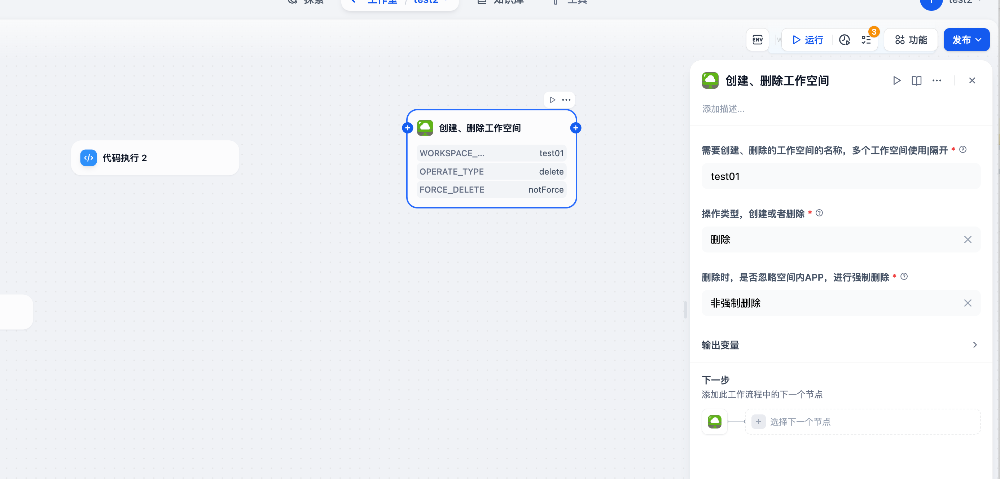 探索
工作室 / test2
知识库
工具
test2
ENV
运行
3
功能
发布
创建、删除工作空间
添加描述...
需要创建、删除的工作空间的名称，多个工作空间使用|隔开 *
test01
操作类型，创建或者删除 *
删除
删除时，是否忽略空间内APP，进行强制删除 *
非强制删除
输出变量
下一步
添加此工作流程中的下一个节点
选择下一个节点
代码执行 2
创建、删除工作空间
WORKSPACE_... test01
OPERATE_TYPE delete
FORCE_DELETE notForce